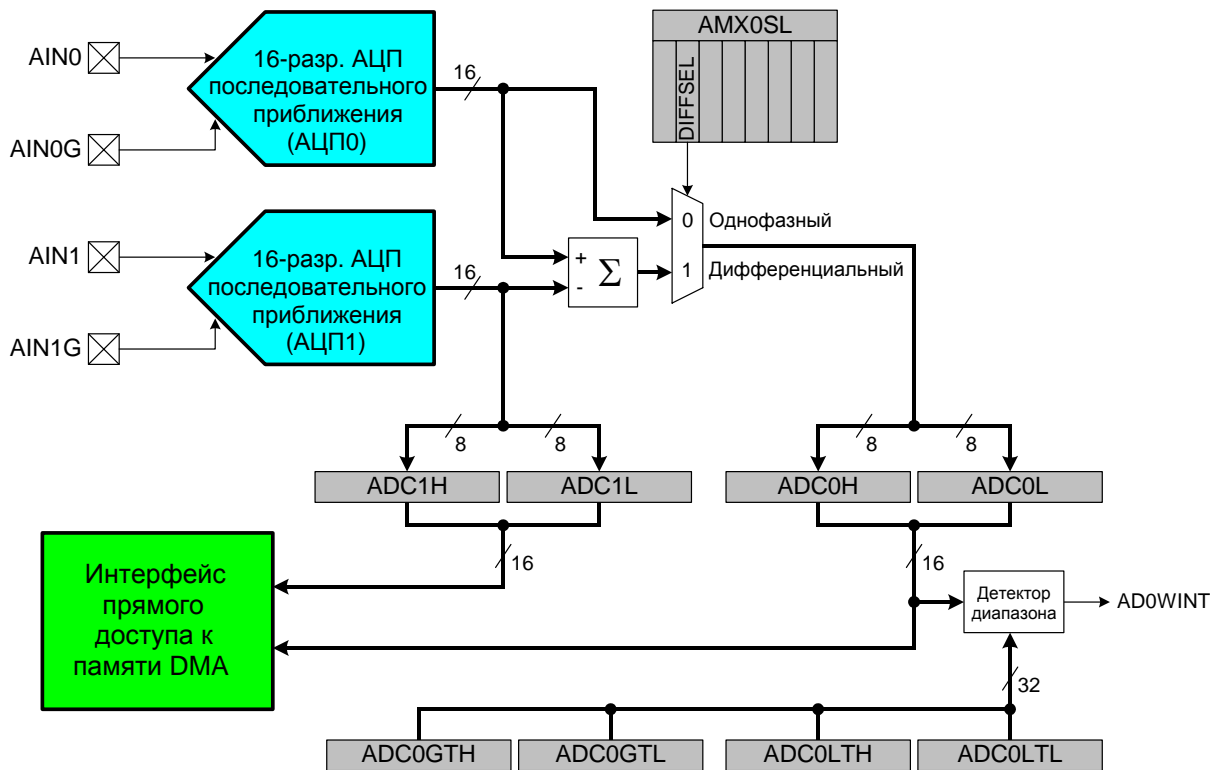 AMX0SL
DIFFSEL
AIN0
AIN0G
16-разр. АЦП
последовательного
приближения
(АЦП0)
16
AIN1
AIN1G
16-разр. АЦП
последовательного
приближения
(АЦП1)
16
+
-
Σ
0
Однофазный
1
Дифференциальный
8
8
8
8
ADC1H
ADC1L
ADC0H
ADC0L
16
16
Интерфейс
прямого
доступа к
памяти DMA
Детектор
диапазона
AD0WINT
32
ADC0GTH
ADC0GTL
ADC0LTH
ADC0LTL